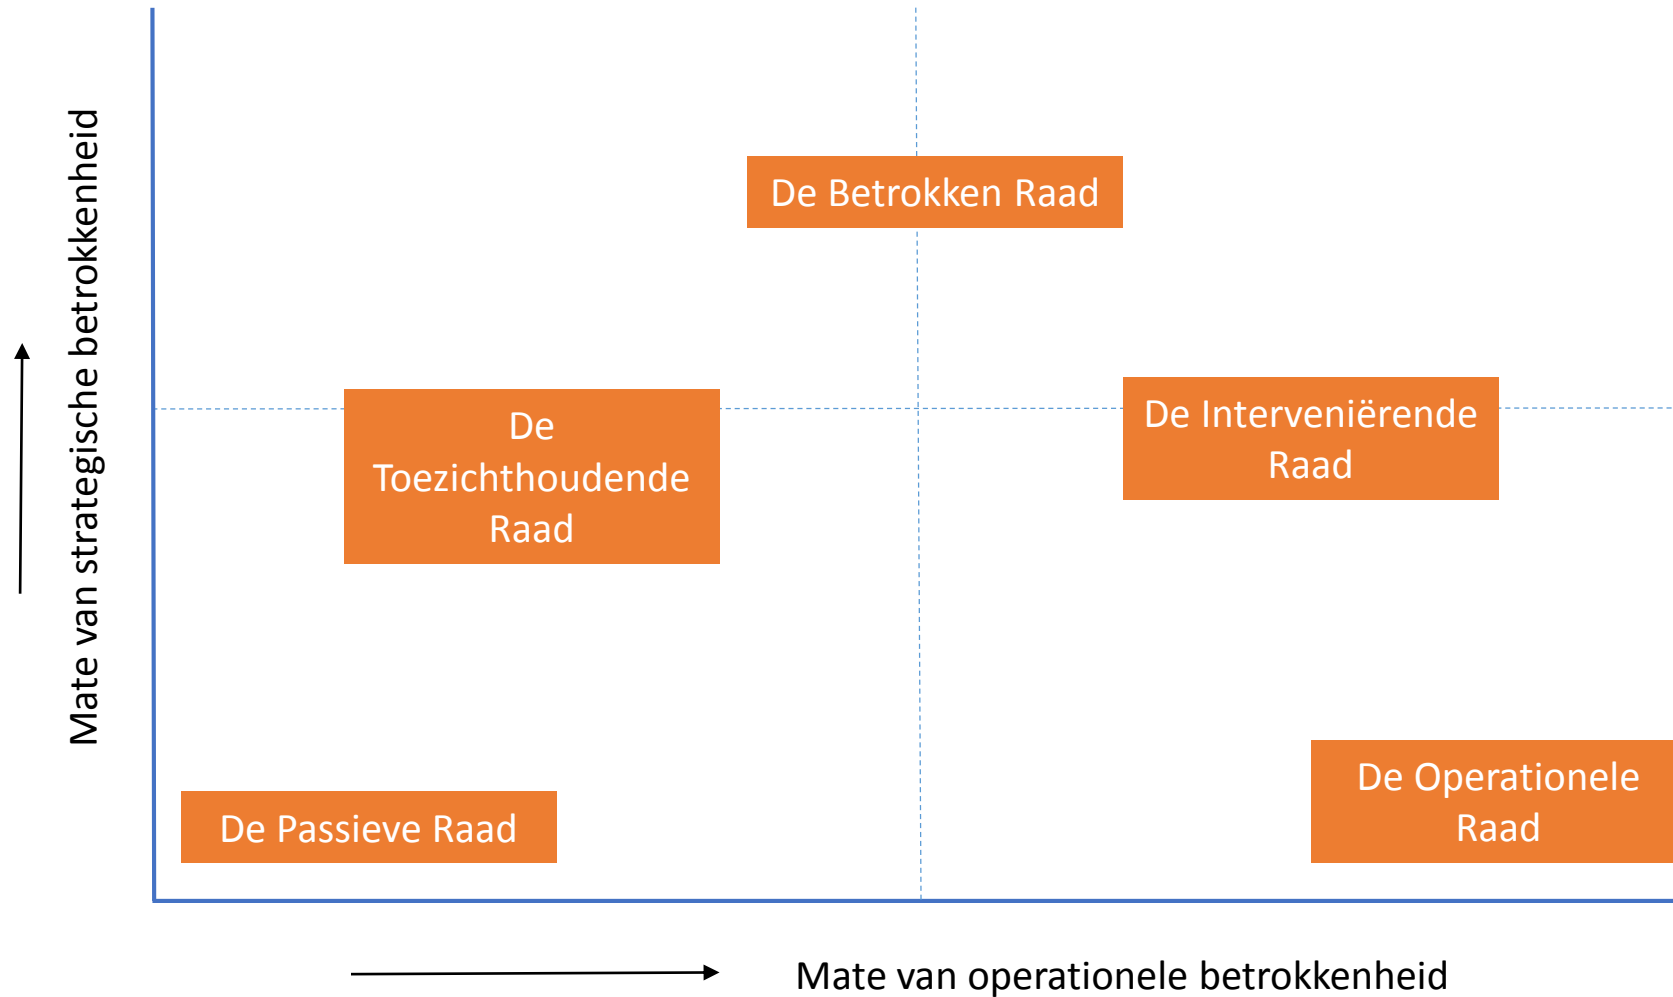 Mate van strategische betrokkenheid
De Betrokken Raad
De
Toezichthoudende
Raad
De Interveniërende
Raad
De Passieve Raad
De Operationele
Raad
Mate van operationele betrokkenheid